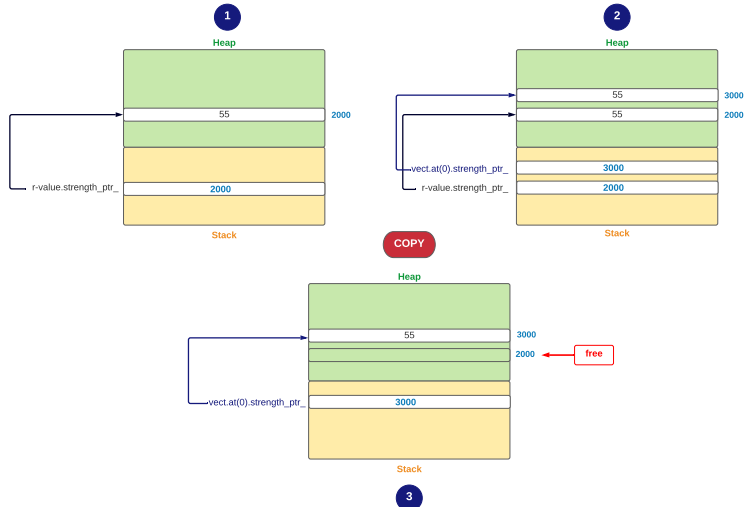 1
Heap
55
2000
r-value.strength_ptr_
2000
Stack
2
Heap
55
3000
55
2000
vect.at(0).strength_ptr_
3000
r-value.strength_ptr_
2000
Stack
COPY
Heap
55
3000
2000
free
vect.at(0).strength_ptr_
3000
Stack
3